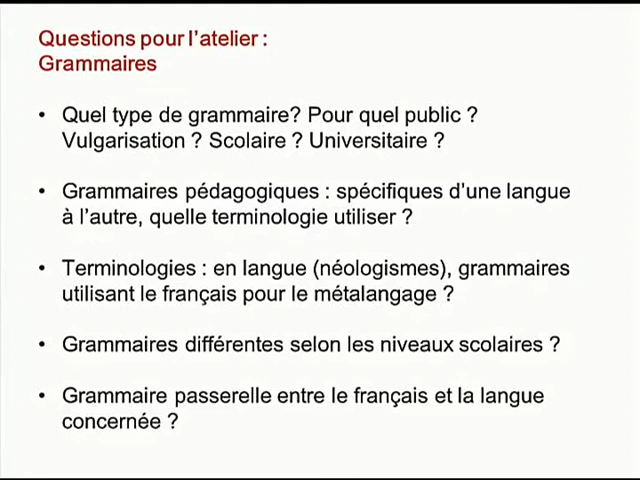 Questions pour l'atelier :
Grammaires
• Quel type de grammaire? Pour quel public ?
Vulgarisation ? Scolaire ? Universitaire ?
• Grammaires pédagogiques : spécifiques d'une langue
à l'autre, quelle terminologie utiliser ?
• Terminologies : en langue (néologismes), grammaires
utilisant le français pour le métalangage ?
• Grammaires différentes selon les niveaux scolaires ?
• Grammaire passerelle entre le français et la langue
concernée ?